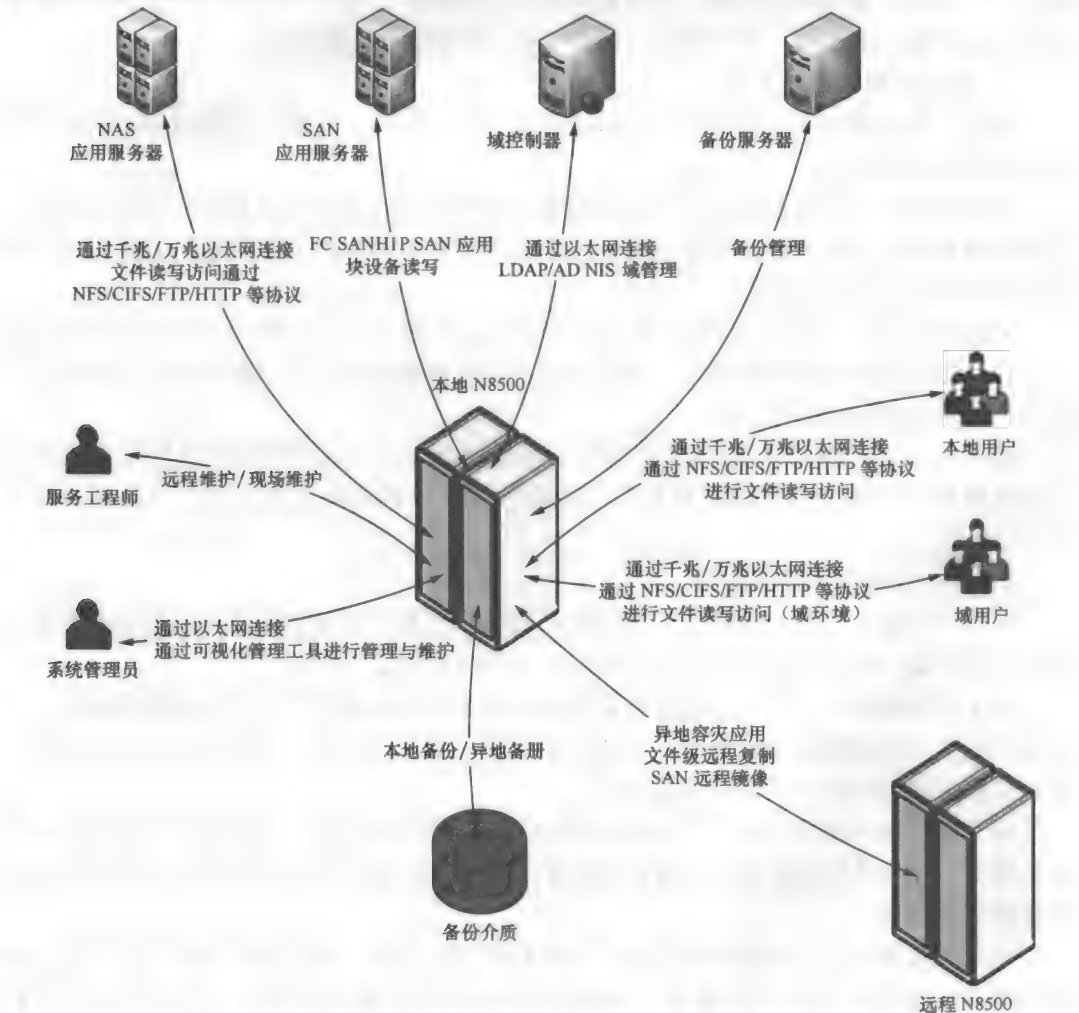 NAS
应用服务器
SAN
应用服务器
域控制器
备份服务器
通过千兆/万兆以太网连接
文件读写访问通过
NFS/CIFS/FTP/HTTP 等协议
FC SANHIP SAN 应用
块设备读写
通过以太网连接
LDAP/AD NIS 域管理
备份管理
本地 N8500
服务工程师
远程维护/现场维护
通过千兆/万兆以太网连接
通过 NFS/CIFS/FTP/HTTP 等协议
进行文件读写访问
本地用户
系统管理员
通过以太网连接
通过可视化管理工具进行管理与维护
通过千兆/万兆以太网连接
通过 NFS/CIFS/FTP/HTTP 等协议
进行文件读写访问（域环境）
域用户
本地备份/异地备册
异地容灾应用
文件级远程复制
SAN 远程镜像
备份介质
远程 N8500